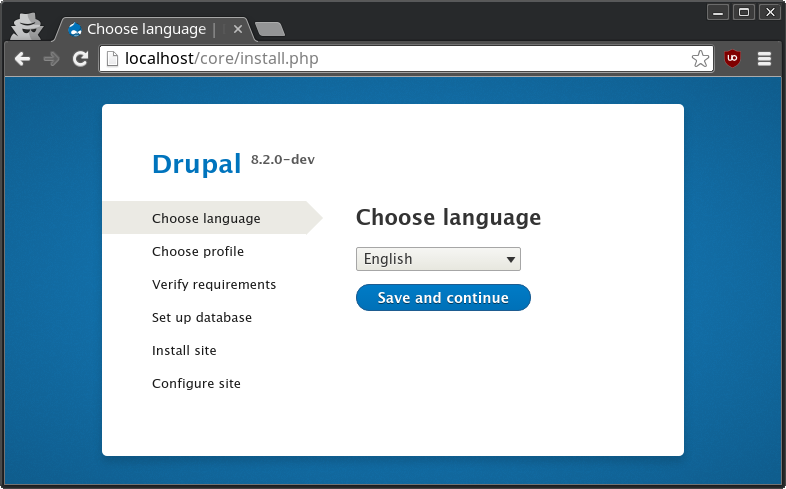 Choose language |
localhost/core/install.php
Drupal 8.2.0-dev
Choose language
Choose profile
Verify requirements
Set up database
Install site
Configure site
Choose language
English
Save and continue